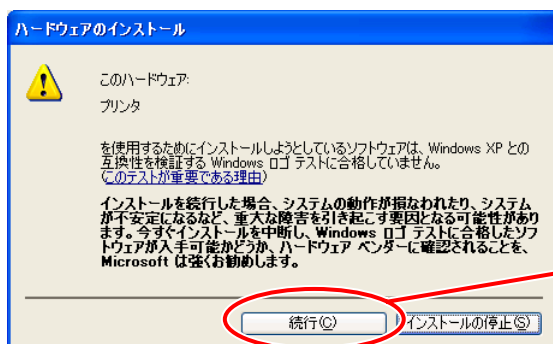 ハードウェアのインストール
このハードウェア:
プリンタ
を使用するためにインストールしようとしているソフトウェアは、Windows XP との
互換性を検証する Windows ロゴ テストに合格していません。
(このテストが重要である理由)
インストールを続行した場合、システムの動作が損なわれたり、システム
が不安定になるなど、重大な障害を引き起こす要因となる可能性があり
ます。今すぐインストールを中断し、Windows ロゴ テストに合格したソフ
トウェアが入手可能かどうか、ハードウェア ベンダーに確認されることを、
Microsoft は強くお勧めします。
続行(C) インストールの停止(S)